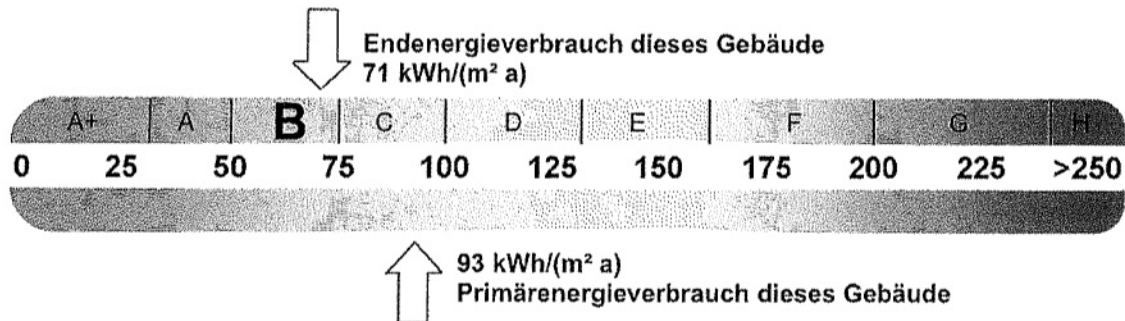 Endenergieverbrauch dieses Gebäude
71 kWh/(m² a)
A+ A B C D E F G H
0 25 50 75 100 125 150 175 200 225 >250
93 kWh/(m² a)
Primärenergieverbrauch dieses Gebäude